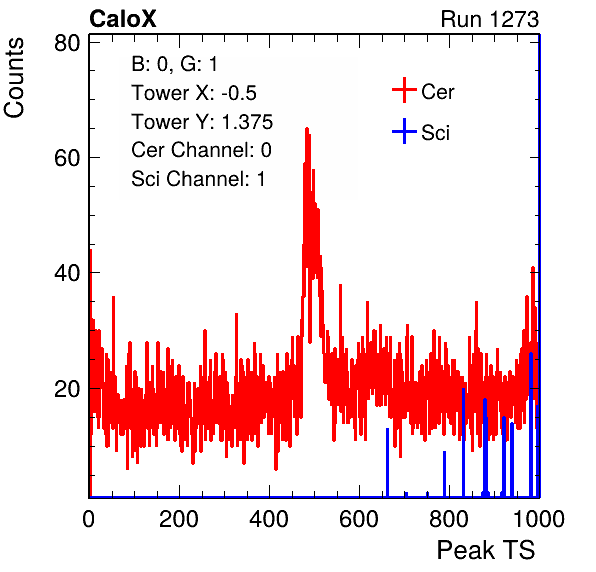 CaloX Run 1273
Counts
80
60
40
20
B: 0, G: 1
Tower X: -0.5
Tower Y: 1.375
Cer Channel: 0
Sci Channel: 1
Cer
Sci
0 200 400 600 800 1000
Peak TS